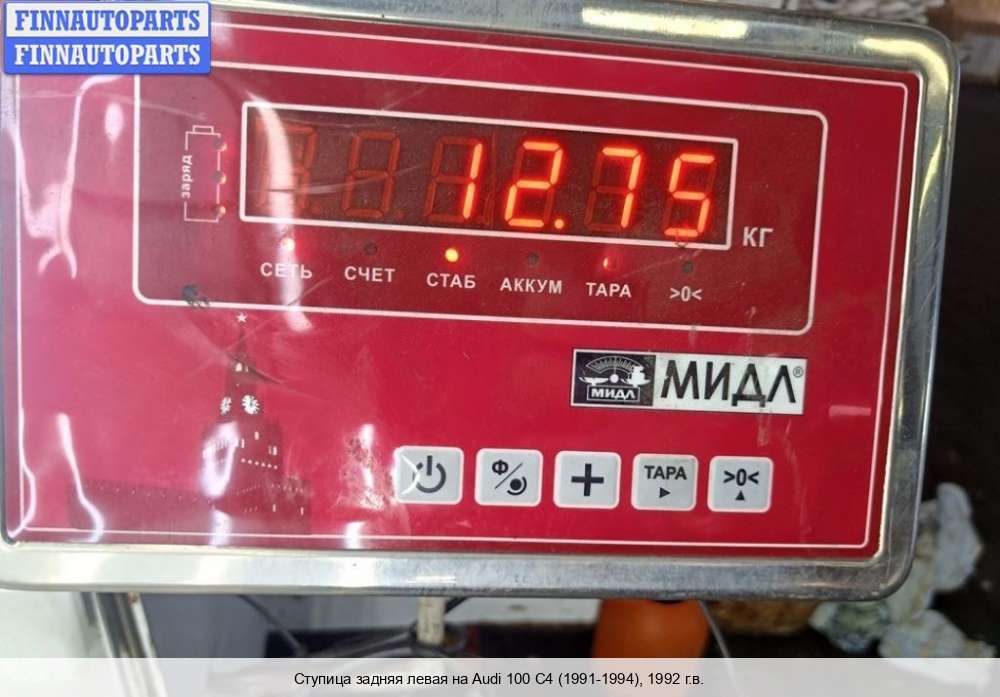 FINNAUTOPARTS
FINNAUTOPARTS
заряд
12.75
КГ
СЕТЬ СЧЕТ СТАБ АККУМ ТАРА >0<
МИДЛ МИДЛ®
Ф
+
ТАРА
>0<
Ступица задняя левая на Audi 100 C4 (1991-1994), 1992 г.в.